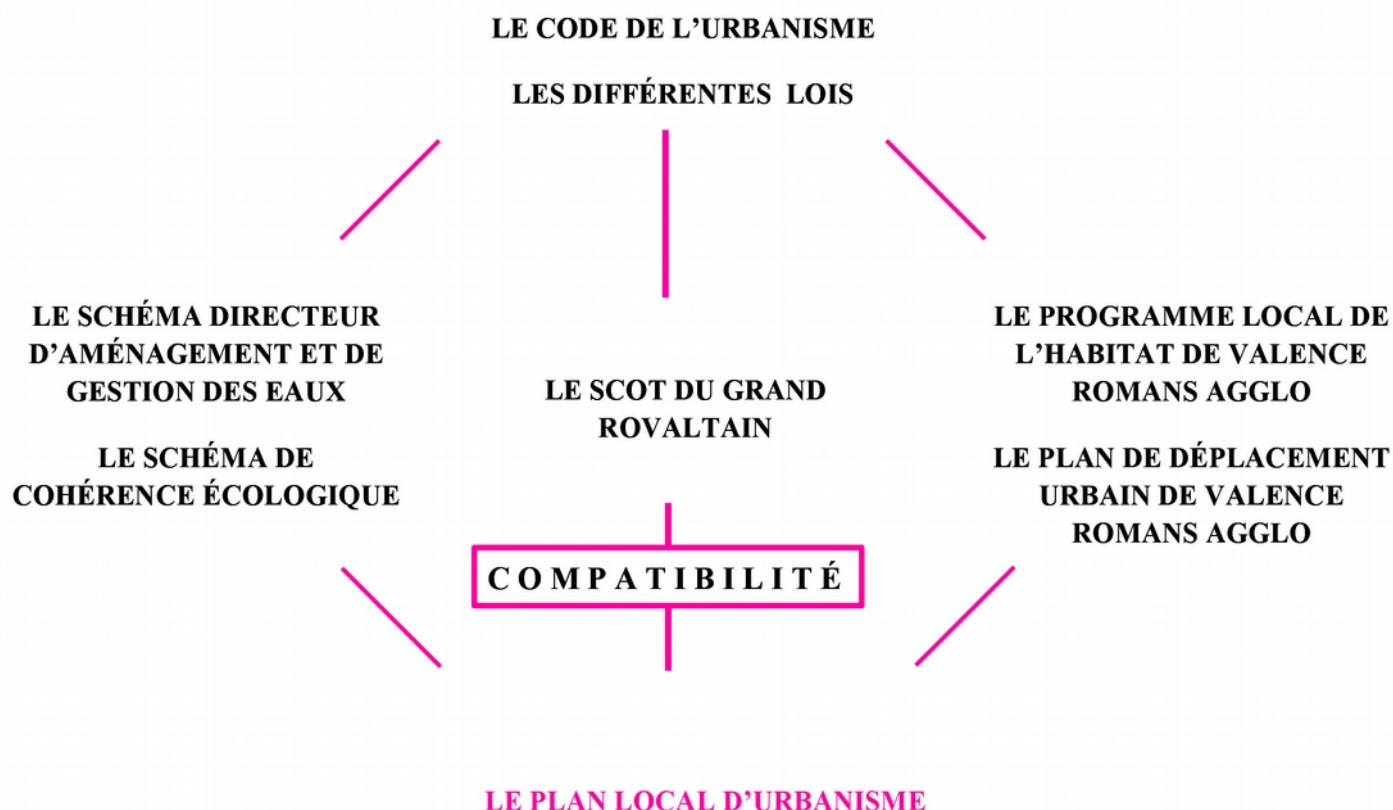 LE CODE DE L’URBANISME
LES DIFFÉRENTES LOIS
LE SCHÉMA DIRECTEUR
D’AMÉNAGEMENT ET DE
GESTION DES EAUX
LE SCHÉMA DE
COHÉRENCE ÉCOLOGIQUE
LE SCOT DU GRAND
ROVALTAIN
LE PROGRAMME LOCAL DE
L’HABITAT DE VALENCE
ROMANS AGGLO
LE PLAN DE DÉPLACEMENT
URBAIN DE VALENCE
ROMANS AGGLO
COMPATIBILITÉ
LE PLAN LOCAL D’URBANISME